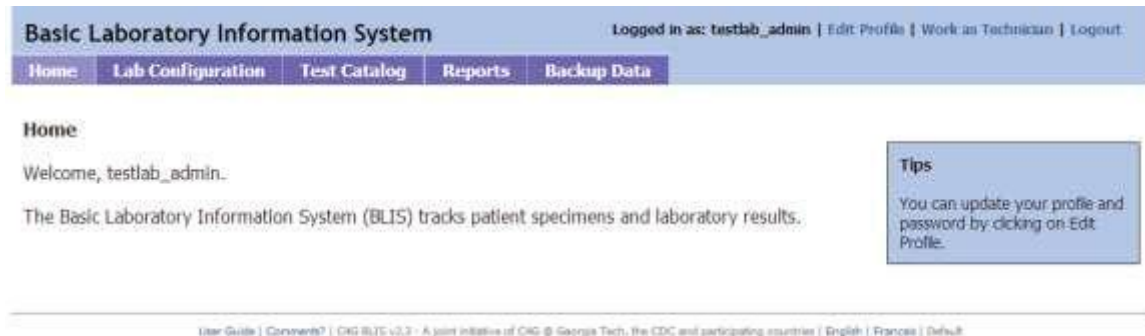 Basic Laboratory Information System
Logged in as: testlab_admin | Edit Profile | Work as Technician | Logout
Home Lab Configuration Test Catalog Reports Backup Data
Home
Welcome, testlab_admin.
The Basic Laboratory Information System (BLIS) tracks patient specimens and laboratory results.
Tips
You can update your profile and
password by clicking on Edit
Profile.
User Guide | Comments? | C4G BLIS v2.3 - A joint initiative of C4G @ Georgia Tech, the CDC and participating countries | English | Francais | Default